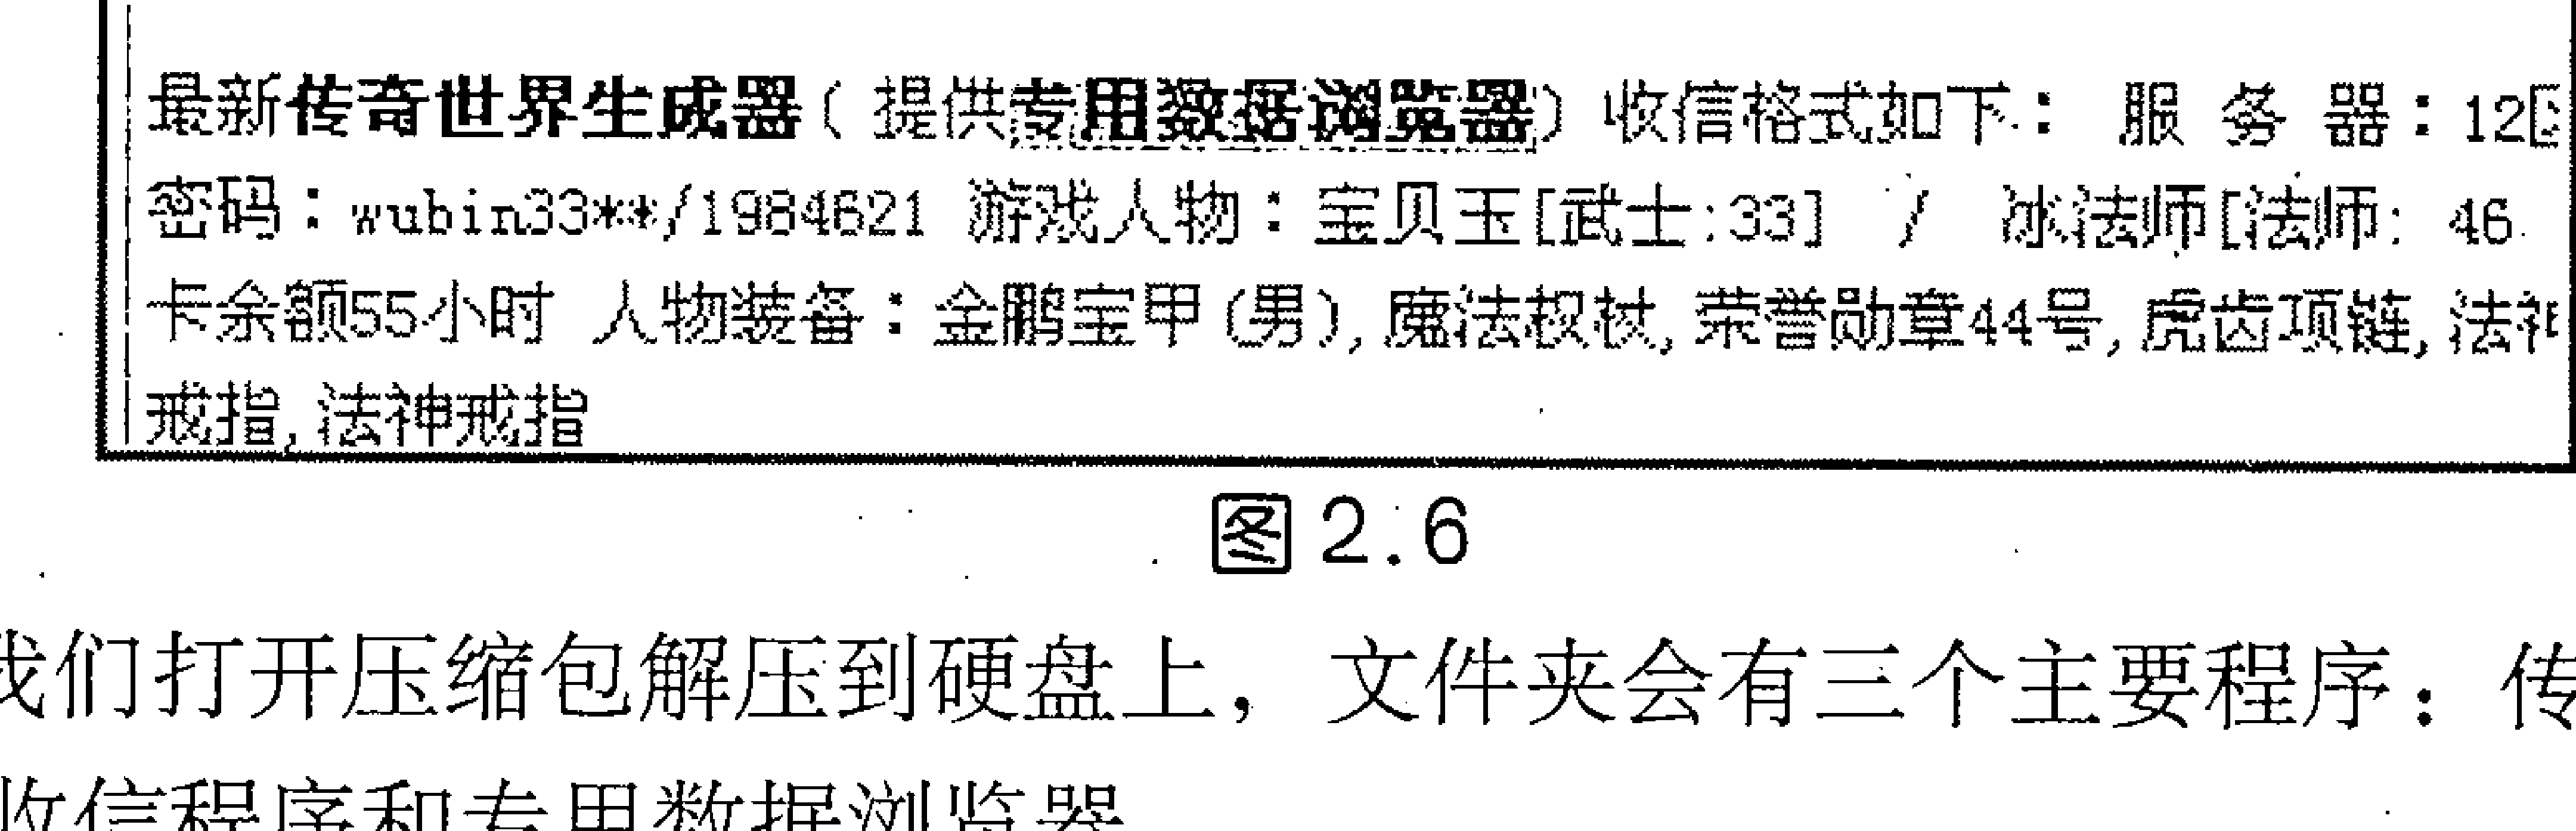 最新传奇世界生成器( 提供专用数据浏览器) 收信格式如下： 服 务 器：12
密码：wubin33**/1984621 游戏人物：宝贝玉[武士:33] / 冰法师[法师: 46
卡余额55小时 人物装备：金鹏宝甲(男),魔法权杖,荣誉勋章44号,虎齿项链,法神
戒指,法神戒指
图2.6
我们打开压缩包解压到硬盘上，文件夹会有三个主要程序：传
收信程序和专用数据浏览器